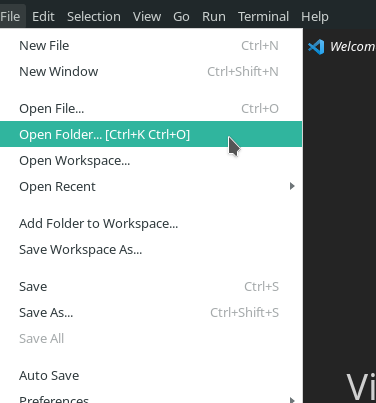 File Edit Selection View Go Run Terminal Help
New File Ctrl+N
New Window Ctrl+Shift+N
Open File... Ctrl+O
Open Folder... [Ctrl+K Ctrl+O]
Open Workspace...
Open Recent
Add Folder to Workspace...
Save Workspace As...
Save Ctrl+S
Save As... Ctrl+Shift+S
Save All
Auto Save
Preferences
Welcom
Vi